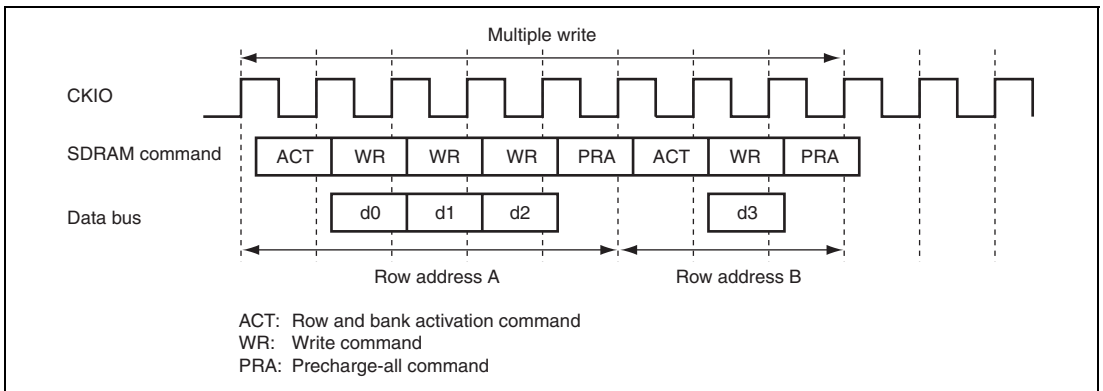 Multiple write
CKIO
SDRAM command ACT WR WR WR PRA ACT WR PRA
Data bus d0 d1 d2 d3
Row address A Row address B
ACT: Row and bank activation command
WR: Write command
PRA: Precharge-all command